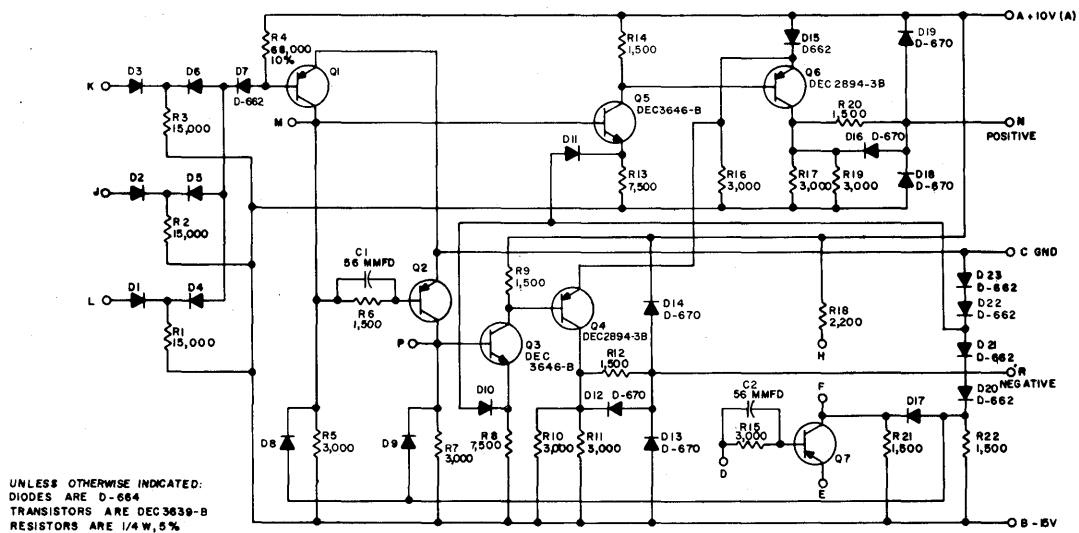 A +10V (A)
R4
68,000
10%
R14
1,500
D15
D662
D19
D-670
D3
D6
D7
Q1
Q6
DEC2894-3B
K
D-662
R3
15,000
Q5
DEC3646-B
R20
1,500
M
N
POSITIVE
D11
D16
D-670
D2
D5
R13
7,500
R16
3,000
R17
3,000
R19
3,000
D18
D-670
J
R2
15,000
C GND
C1
56 MMFD
Q2
R9
1,500
D23
D-662
D1
D4
D14
D-670
D22
D-662
L
R6
1,500
Q4
DEC2894-3B
R18
2,200
R1
15,000
P
Q3
DEC
3646-B
H
D21
D-662
R12
1,500
R
NEGATIVE
D10
D12
D-670
C2
56 MMFD
F
D17
D20
D-662
D8
R5
3,000
D9
R7
3,000
R8
7,500
R10
3,000
R11
3,000
D13
D-670
R15
3,000
Q7
R21
1,500
R22
1,500
D
E
UNLESS OTHERWISE INDICATED:
DIODES ARE D-664
TRANSISTORS ARE DEC3639-B
RESISTORS ARE 1/4 W, 5%
B -15V